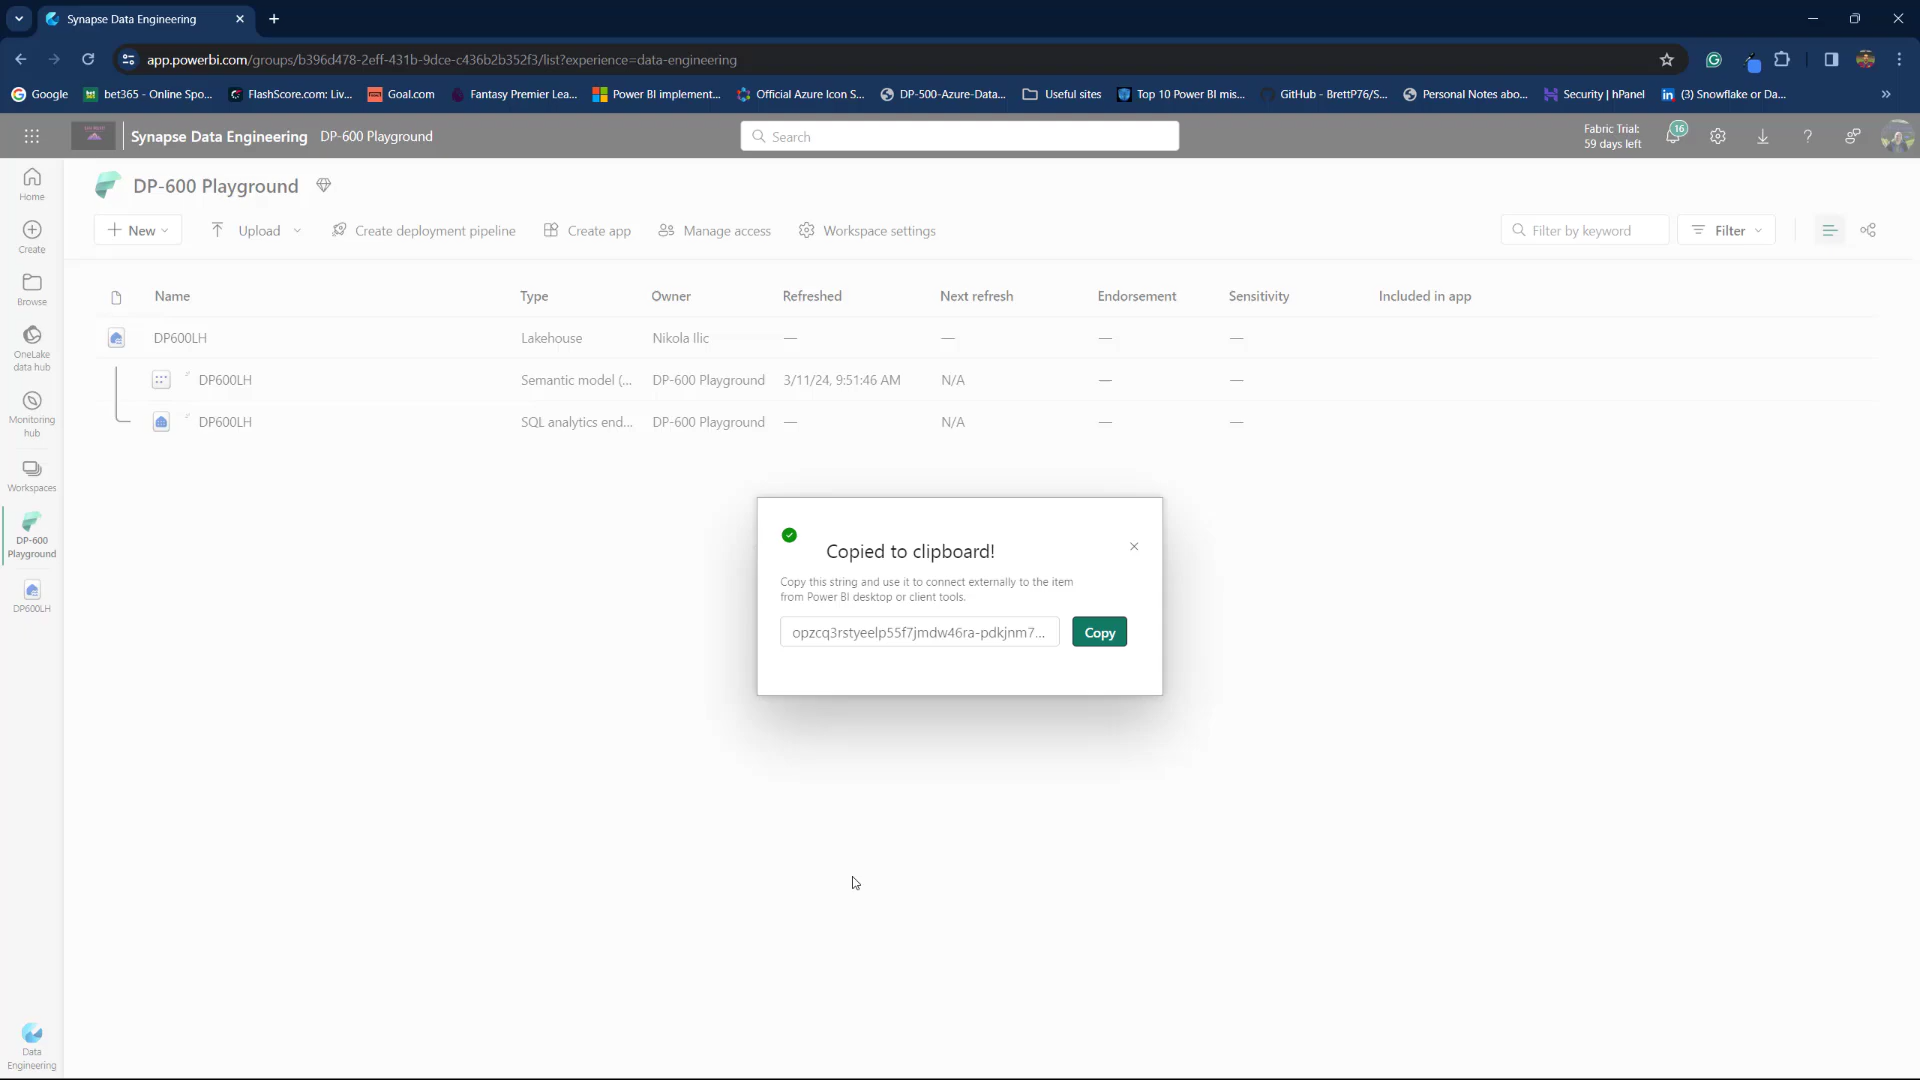 Synapse Data Engineering
app.powerbi.com/groups/b396d478-2eff-431b-9dce-c436b2b352f3/list?experience=data-engineering
Google bet365 - Online Spo... FlashScore.com: Liv... Goal.com Fantasy Premier Lea... Power BI implement... Official Azure Icon S... DP-500-Azure-Data... Useful sites Top 10 Power BI mis... GitHub - BrettP76/S... Personal Notes abo... Security | hPanel (3) Snowflake or Da... »
Synapse Data Engineering DP-600 Playground
Search
Fabric Trial:
59 days left
16
Home
Create
Browse
OneLake
data hub
Monitoring
hub
Workspaces
DP-600
Playground
DP600LH
Data
Engineering
DP-600 Playground
New Upload Create deployment pipeline Create app Manage access Workspace settings Filter by keyword Filter
Name Type Owner Refreshed Next refresh Endorsement Sensitivity Included in app
DP600LH Lakehouse Nikola Ilic — — — —
DP600LH Semantic model (... DP-600 Playground 3/11/24, 9:51:46 AM N/A — —
DP600LH SQL analytics end... DP-600 Playground — N/A — —
Copied to clipboard!
Copy this string and use it to connect externally to the item
from Power BI desktop or client tools.
opzcq3rstyeelp55f7jmdw46ra-pdkjnm7... Copy